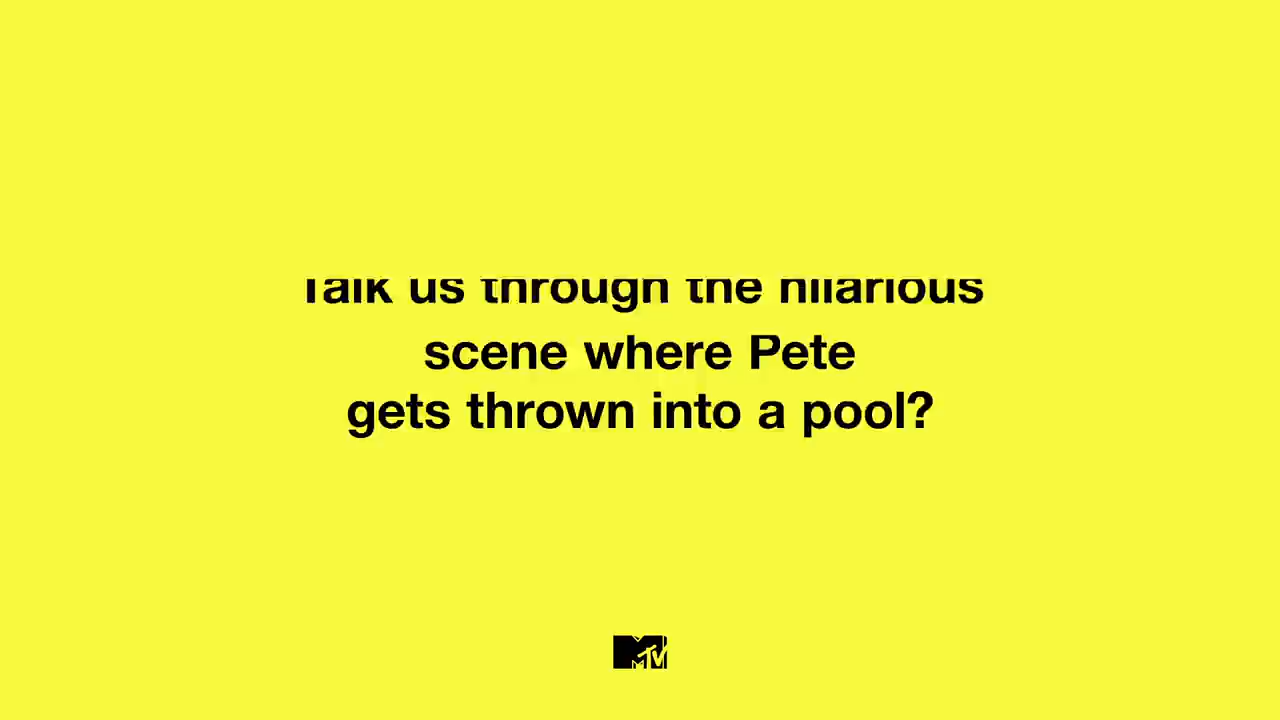 Talk us through the hilarious
scene where Pete
gets thrown into a pool?
MTV